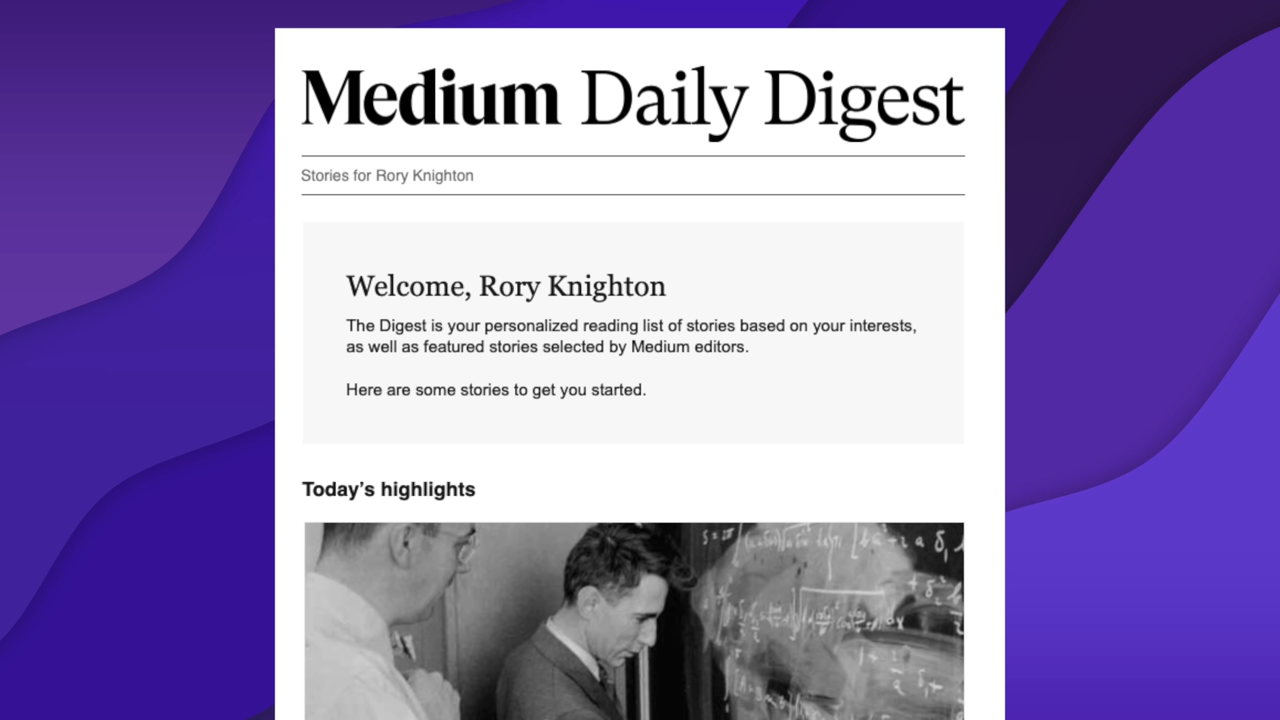 Medium Daily Digest
Stories for Rory Knighton
Welcome, Rory Knighton
The Digest is your personalized reading list of stories based on your interests,
as well as featured stories selected by Medium editors.
Here are some stories to get you started.
Today’s highlights